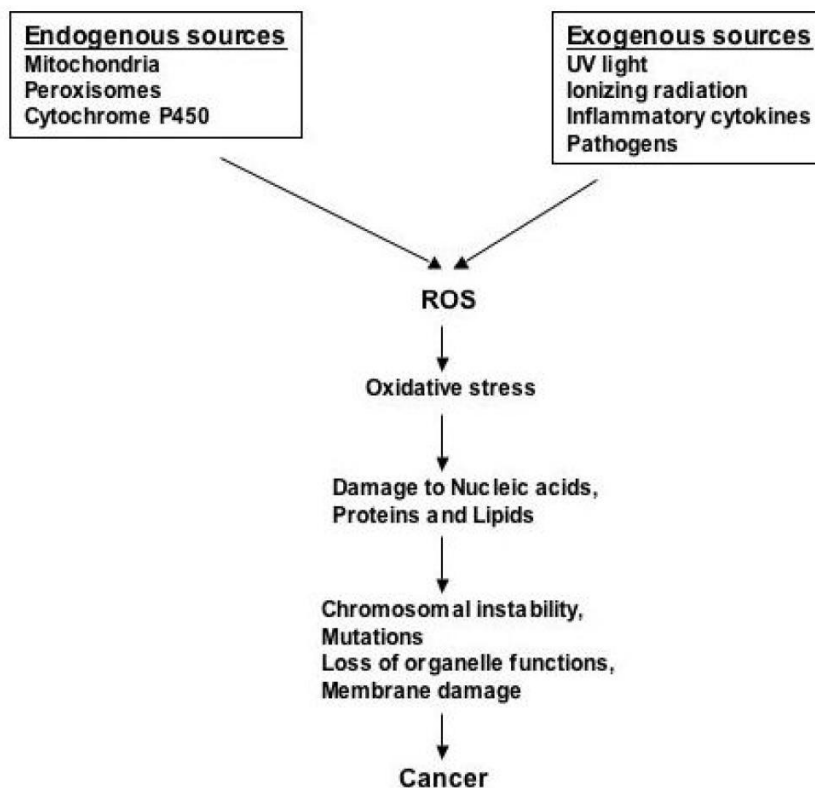 Endogenous sources
Mitochondria
Peroxisomes
Cytochrome P450
Exogenous sources
UV light
Ionizing radiation
Inflammatory cytokines
Pathogens
ROS
Oxidative stress
Damage to Nucleic acids,
Proteins and Lipids
Chromosomal instability,
Mutations
Loss of organelle functions,
Membrane damage
Cancer